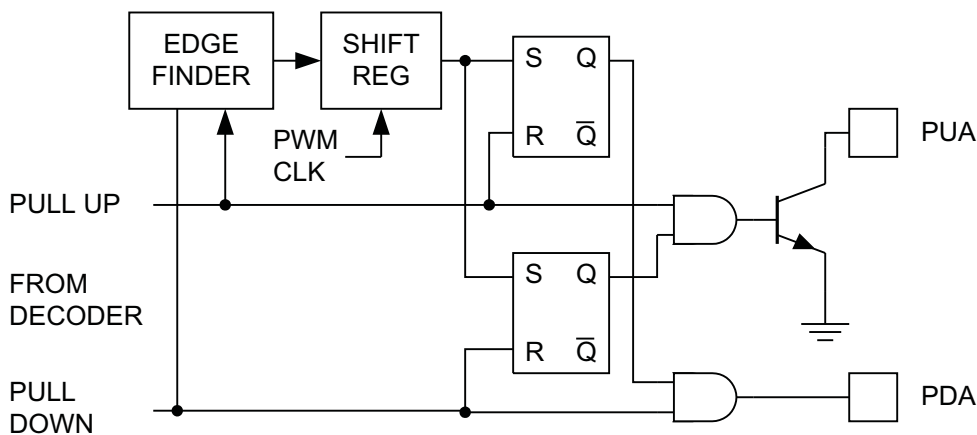 EDGE
FINDER
SHIFT
REG
S Q
R Q̅
PWM
CLK
PUA
PULL UP
FROM
DECODER
S Q
R Q̅
PULL
DOWN
PDA